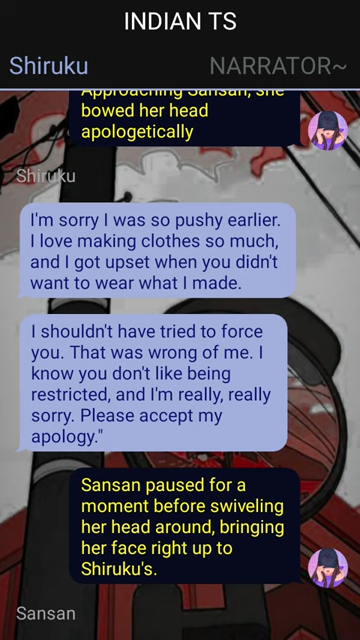 INDIAN TS
Shiruku NARRATOR~
Approaching Sansan, she
bowed her head
apologetically
Shiruku
I'm sorry I was so pushy earlier.
I love making clothes so much,
and I got upset when you didn't
want to wear what I made.
I shouldn't have tried to force
you. That was wrong of me. I
know you don't like being
restricted, and I'm really, really
sorry. Please accept my
apology."
Sansan paused for a
moment before swiveling
her head around, bringing
her face right up to
Shiruku's.
Sansan